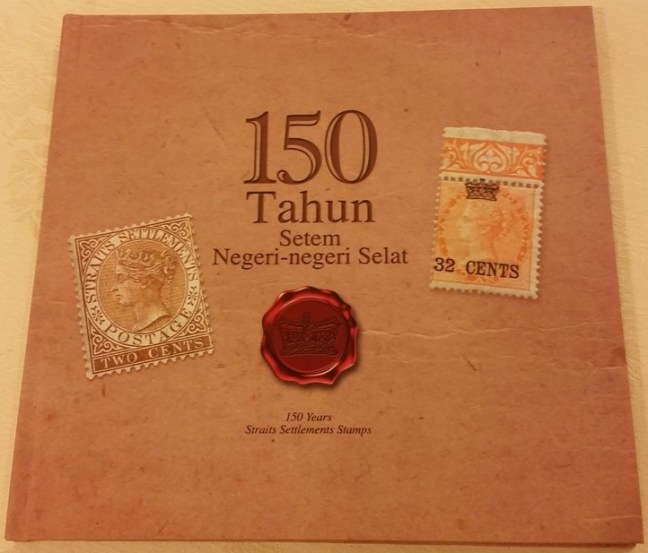 150
Tahun
Setem
Negeri-negeri Selat
STRAITS SETTLEMENTS
POSTAGE
TWO CENTS
32 CENTS
150 Years
Straits Settlements Stamps